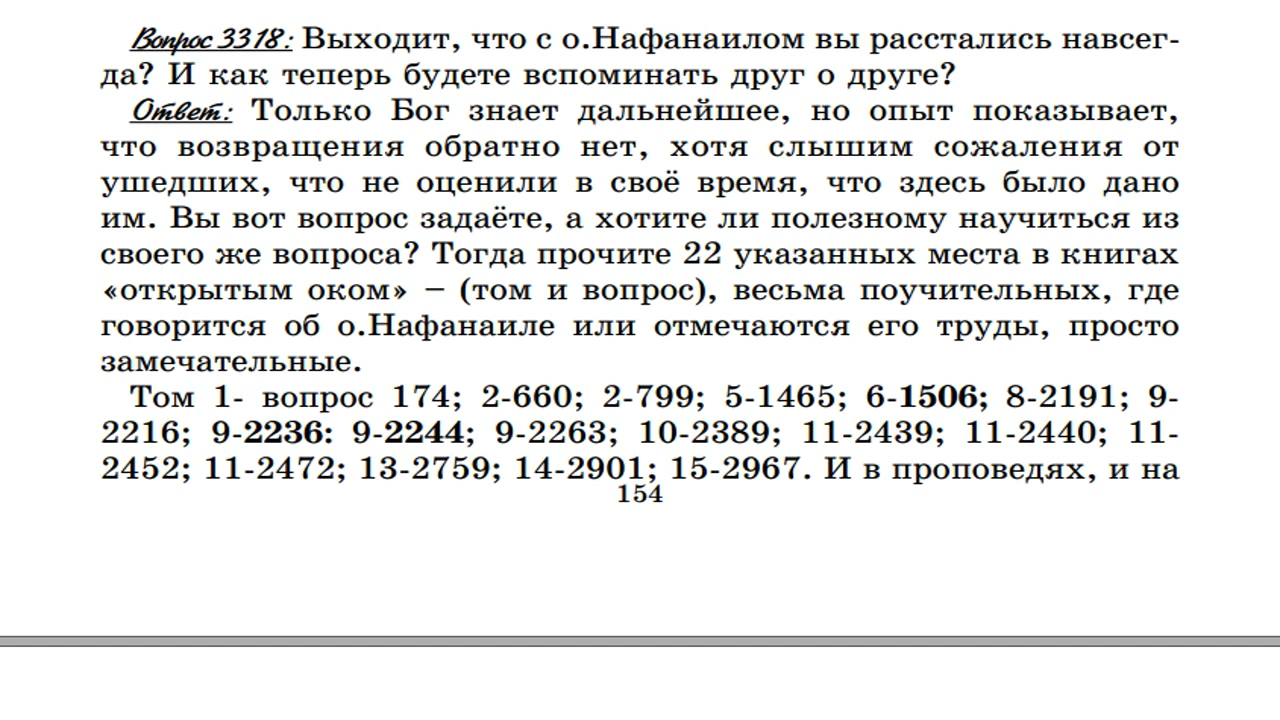 Вопрос 3318: Выходит, что с о.Нафанаилом вы расстались навсег-
да? И как теперь будете вспоминать друг о друге?
Ответ: Только Бог знает дальнейшее, но опыт показывает,
что возвращения обратно нет, хотя слышим сожаления от
ушедших, что не оценили в своё время, что здесь было дано
им. Вы вот вопрос задаёте, а хотите ли полезному научиться из
своего же вопроса? Тогда прочите 22 указанных места в книгах
«открытым оком» – (том и вопрос), весьма поучительных, где
говорится об о.Нафанаиле или отмечаются его труды, просто
замечательные.
Том 1- вопрос 174; 2-660; 2-799; 5-1465; 6-1506; 8-2191; 9-
2216; 9-2236: 9-2244; 9-2263; 10-2389; 11-2439; 11-2440; 11-
2452; 11-2472; 13-2759; 14-2901; 15-2967. И в проповедях, и на
154